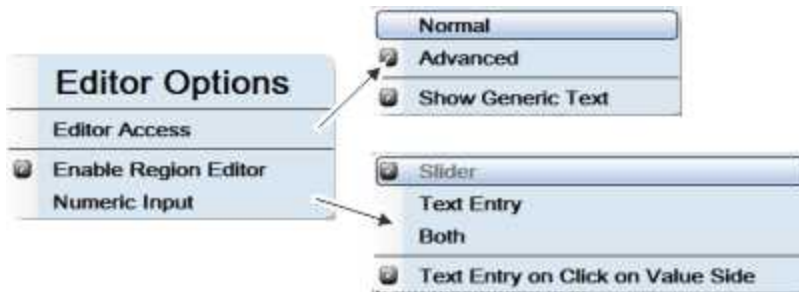 Editor Options
Editor Access
Enable Region Editor
Numeric Input
Normal
Advanced
Show Generic Text
Slider
Text Entry
Both
Text Entry on Click on Value Side